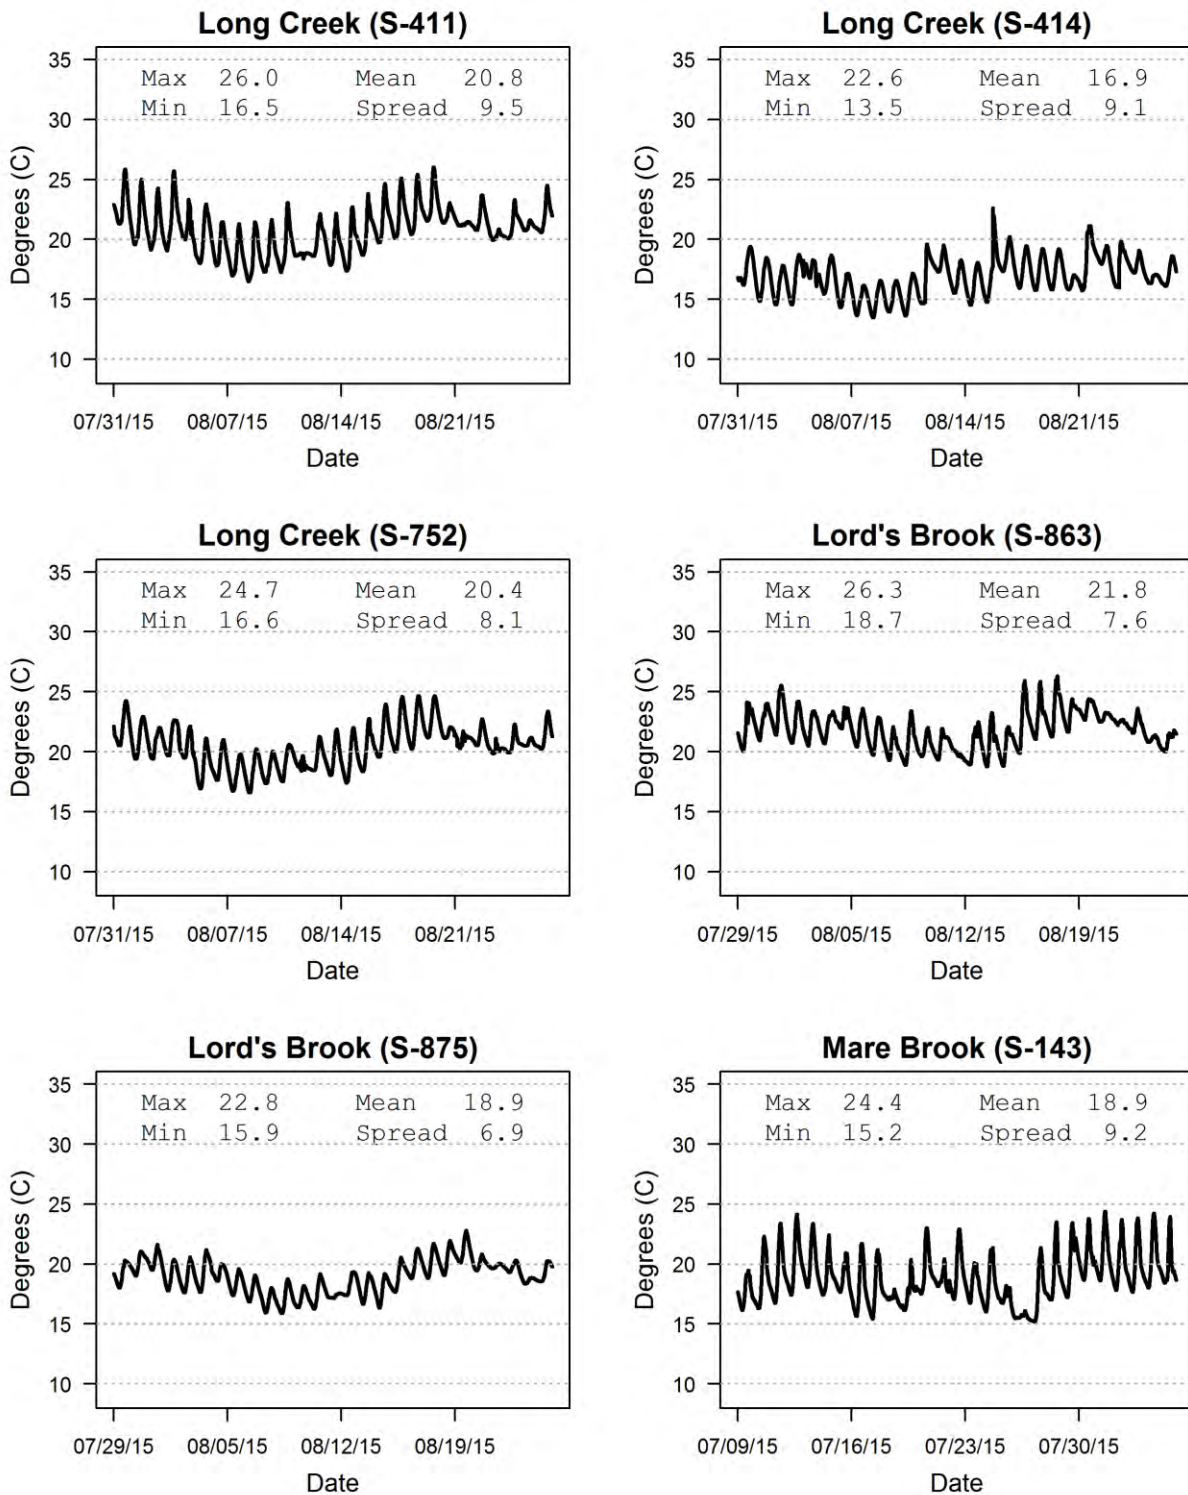 Long Creek (S-411)
Max 26.0 Mean 20.8
Min 16.5 Spread 9.5
35
30
25
20
15
10
Degrees (C)
07/31/15 08/07/15 08/14/15 08/21/15
Date
Long Creek (S-414)
Max 22.6 Mean 16.9
Min 13.5 Spread 9.1
35
30
25
20
15
10
Degrees (C)
07/31/15 08/07/15 08/14/15 08/21/15
Date
Long Creek (S-752)
Max 24.7 Mean 20.4
Min 16.6 Spread 8.1
35
30
25
20
15
10
Degrees (C)
07/31/15 08/07/15 08/14/15 08/21/15
Date
Lord's Brook (S-863)
Max 26.3 Mean 21.8
Min 18.7 Spread 7.6
35
30
25
20
15
10
Degrees (C)
07/29/15 08/05/15 08/12/15 08/19/15
Date
Lord's Brook (S-875)
Max 22.8 Mean 18.9
Min 15.9 Spread 6.9
35
30
25
20
15
10
Degrees (C)
07/29/15 08/05/15 08/12/15 08/19/15
Date
Mare Brook (S-143)
Max 24.4 Mean 18.9
Min 15.2 Spread 9.2
35
30
25
20
15
10
Degrees (C)
07/09/15 07/16/15 07/23/15 07/30/15
Date